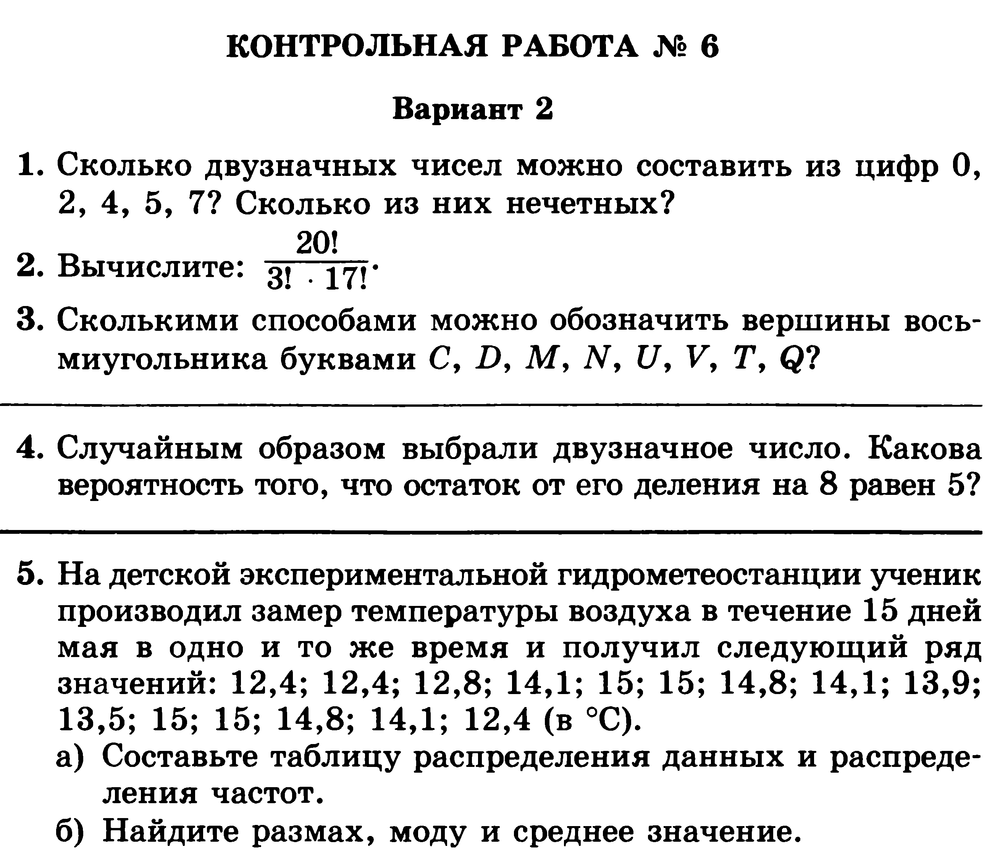 КОНТРОЛЬНАЯ РАБОТА № 6
Вариант 2
1. Сколько двузначных чисел можно составить из цифр 0,
2, 4, 5, 7? Сколько из них нечетных?
20!
2. Вычислите: ─────.
3! · 17!
3. Сколькими способами можно обозначить вершины вось-
миугольника буквами C, D, M, N, U, V, T, Q?
4. Случайным образом выбрали двузначное число. Какова
вероятность того, что остаток от его деления на 8 равен 5?
5. На детской экспериментальной гидрометеостанции ученик
производил замер температуры воздуха в течение 15 дней
мая в одно и то же время и получил следующий ряд
значений: 12,4; 12,4; 12,8; 14,1; 15; 15; 14,8; 14,1; 13,9;
13,5; 15; 15; 14,8; 14,1; 12,4 (в °C).
а) Составьте таблицу распределения данных и распреде-
ления частот.
б) Найдите размах, моду и среднее значение.